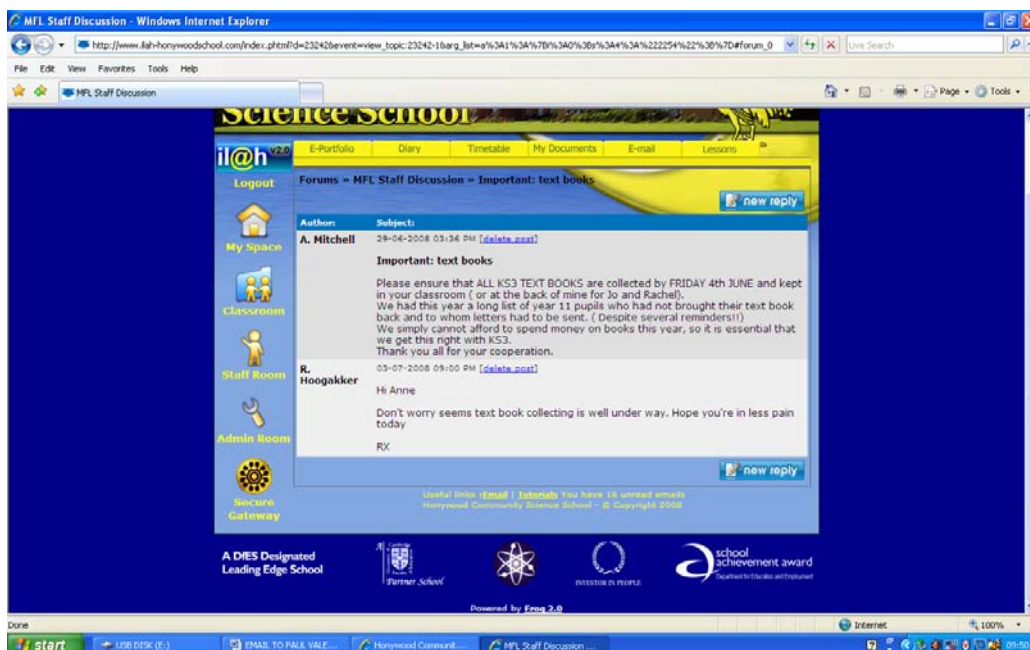 MFL Staff Discussion - Windows Internet Explorer
Live Search
File Edit View Favorites Tools Help
MFL Staff Discussion
Page Tools
Science School
il@h v2.0
E-Portfolio Diary Timetable My Documents E-mail Lessons
Logout
Forums » MFL Staff Discussion » Important: text books
new reply
My Space
Classroom
Staff Room
Admin Room
Secure
Gateway
Author: Subject:
A. Mitchell 29-06-2008 03:36 PM [delete post]
Important: text books
Please ensure that ALL KS3 TEXT BOOKS are collected by FRIDAY 4th JUNE and kept
in your classroom ( or at the back of mine for Jo and Rachel).
We had this year a long list of year 11 pupils who had not brought their text book
back and to whom letters had to be sent. ( Despite several reminders!!)
We simply cannot afford to spend money on books this year, so it is essential that
we get this right with KS3.
Thank you all for your cooperation.
R. Hoogakker 03-07-2008 09:00 PM [delete post]
Hi Anne
Don't worry seems text book collecting is well under way. Hope you're in less pain
today
RX
new reply
Useful links :Email | Tutorials You have 16 unread emails
Honywood Community Science School - © Copyright 2008
A DfES Designated
Leading Edge School
Partner School
INVESTOR IN PEOPLE
school
achievement award
Department for Education and Employment
Powered by Frog 2.0
Done Internet 100%
start USB DISK (E:) EMAIL TO PAUL VALE... Honywood Communit... MFL Staff Discussion ... 09:50